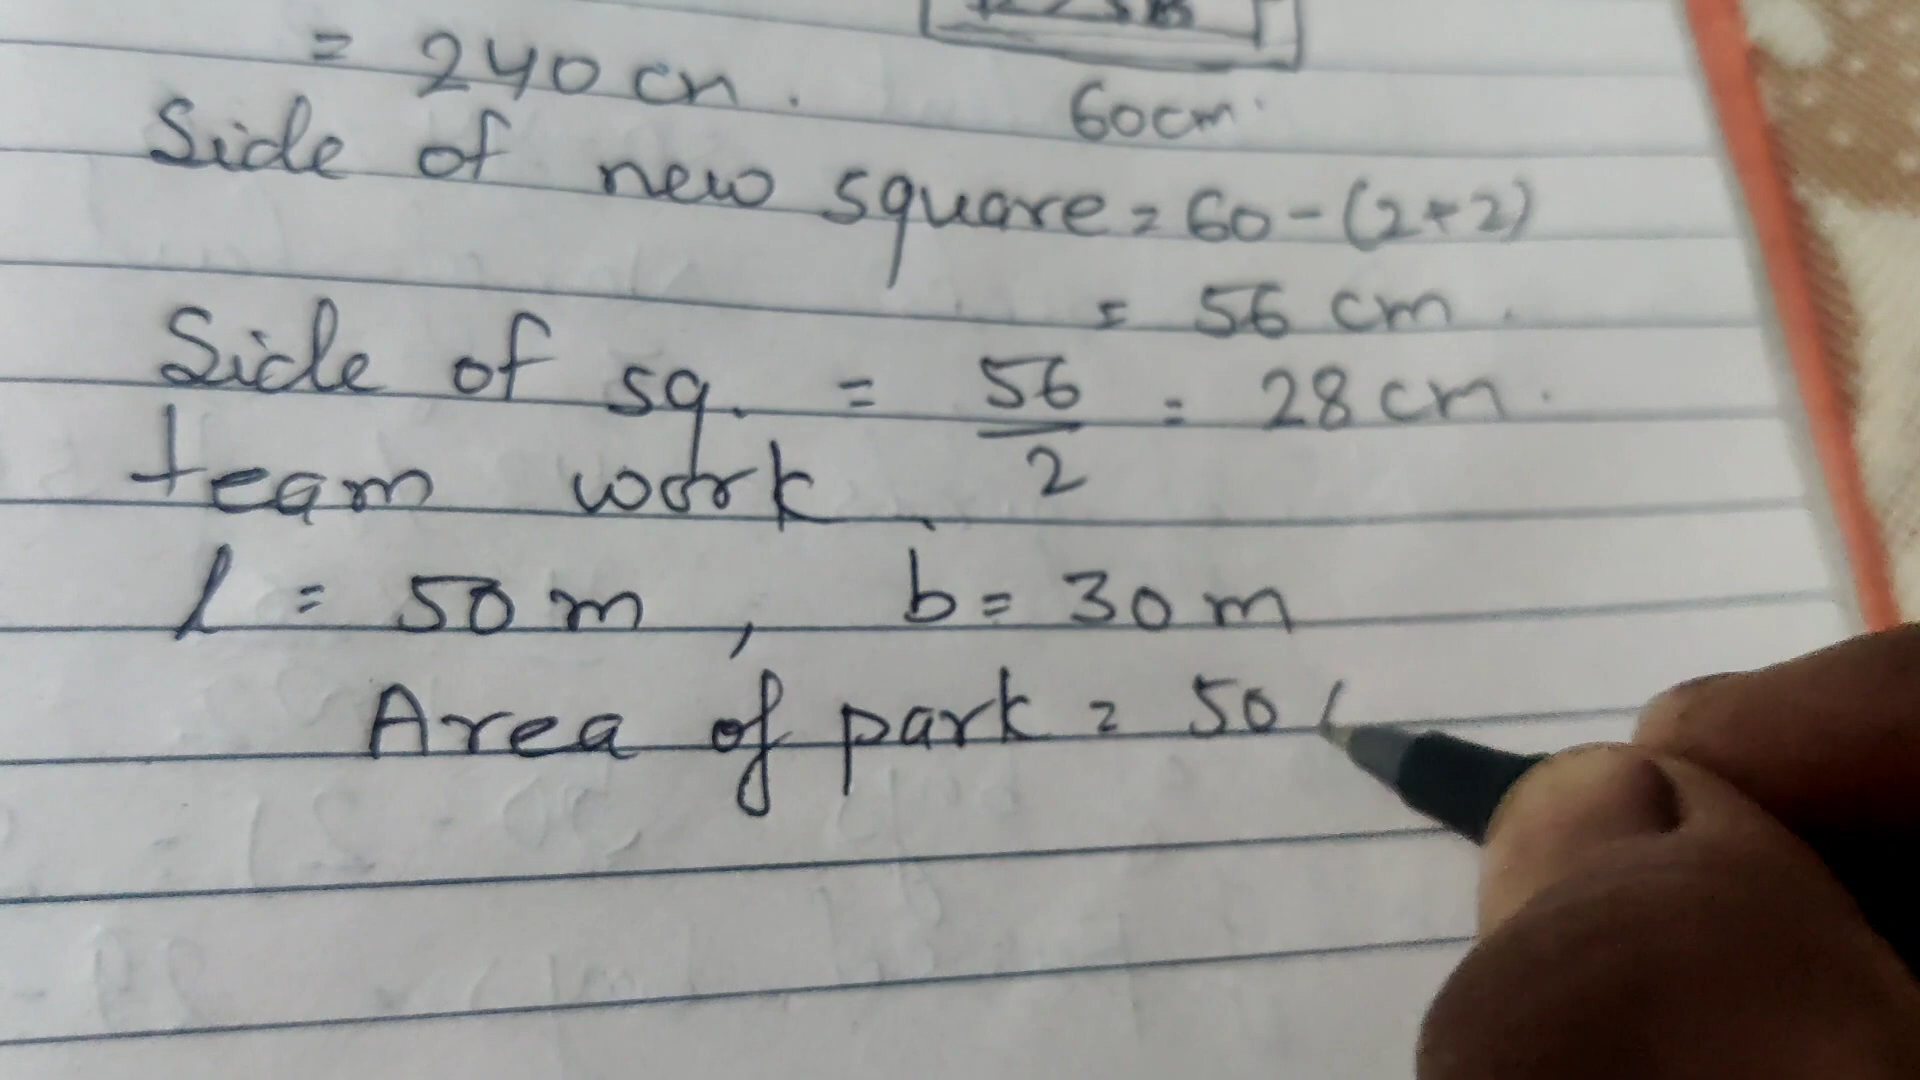 = 240 cm.
60cm.
Side of new square = 60 - (2+2)
= 56 cm.
Side of sq. = 56/2 = 28 cm.
team work
l = 50 m, b = 30 m
Area of park = 50